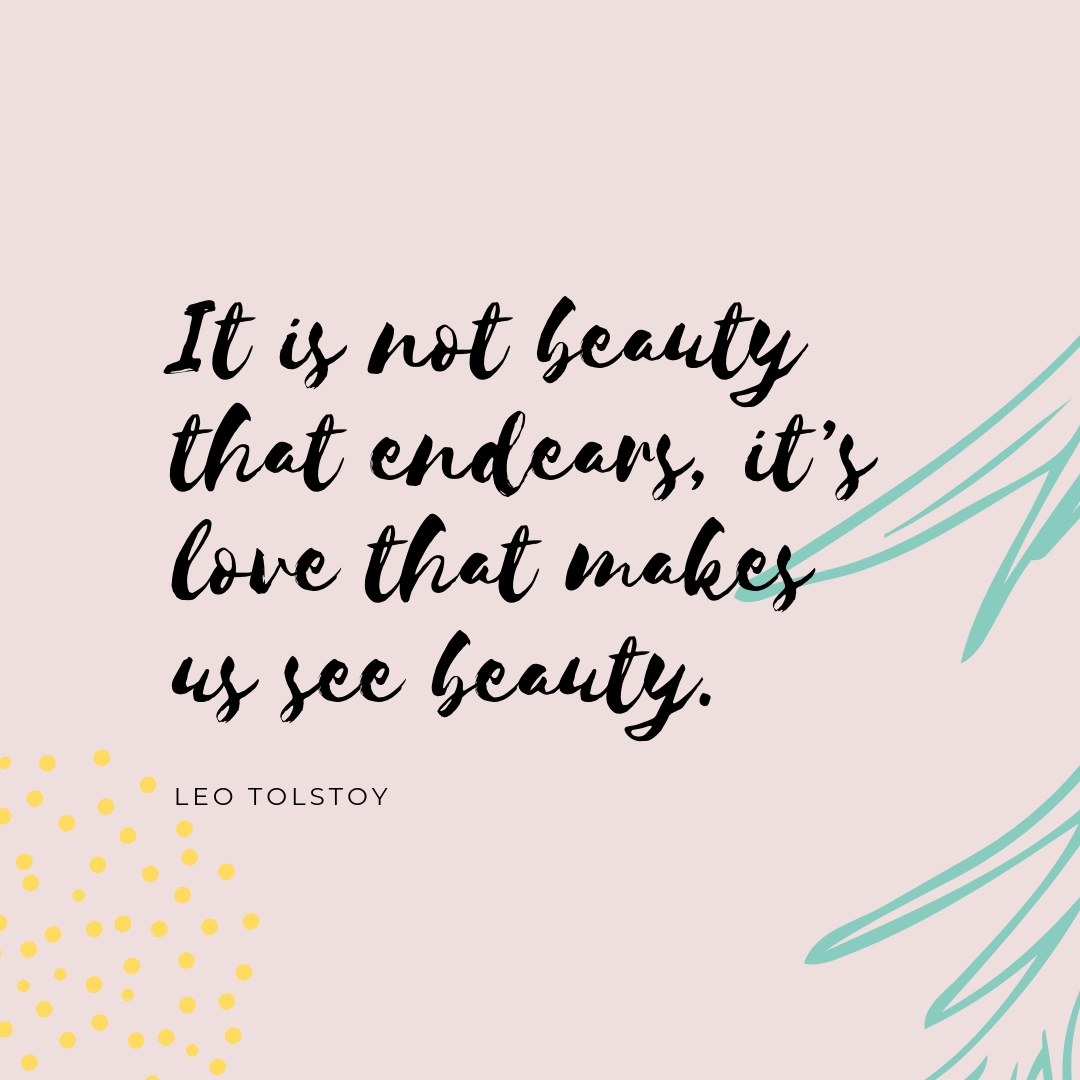 It is not beauty
that endears, it’s
love that makes
us see beauty.
LEO TOLSTOY